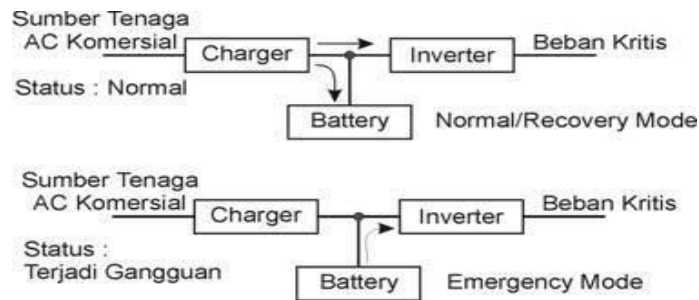 Sumber Tenaga
AC Komersial
Charger
Inverter
Beban Kritis
Status : Normal
Battery
Normal/Recovery Mode
Sumber Tenaga
AC Komersial
Charger
Inverter
Beban Kritis
Status :
Terjadi Gangguan
Battery
Emergency Mode